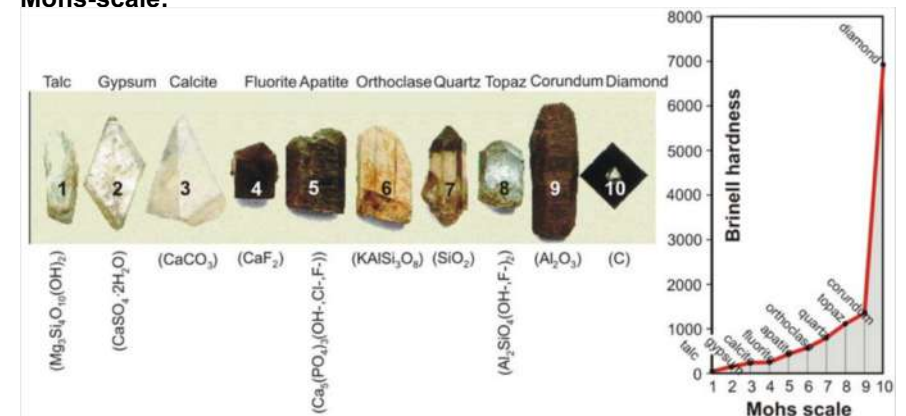 Mohs-scale:
Talc Gypsum Calcite Fluorite Apatite Orthoclase Quartz Topaz Corundum Diamond
1 2 3 4 5 6 7 8 9 10
(Mg₃Si₄O₁₀(OH)₂)
(CaSO₄·2H₂O)
(CaCO₃)
(CaF₂)
(Ca₅(PO₄)₃(OH-,Cl-,F-))
(KAlSi₃O₈)
(SiO₂)
(Al₂SiO₄(OH-,F-)₂)
(Al₂O₃)
(C)
Brinell hardness
8000
7000
6000
5000
4000
3000
2000
1000
0
talc
gypsum
calcite
fluorite
apatite
orthoclas
quartz
topaz
corundum
diamond
1 2 3 4 5 6 7 8 9 10
Mohs scale